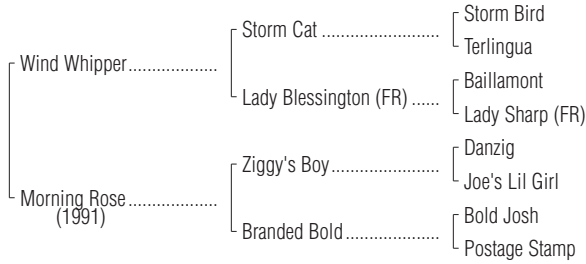 Storm Bird
Storm Cat ........................
Terlingua
Wind Whipper..................
Baillamont
Lady Blessington (FR) ......
Lady Sharp (FR)
Danzig
Ziggy's Boy......................
Joe's Lil Girl
Morning Rose..................
(1991)
Bold Josh
Branded Bold...................
Postage Stamp